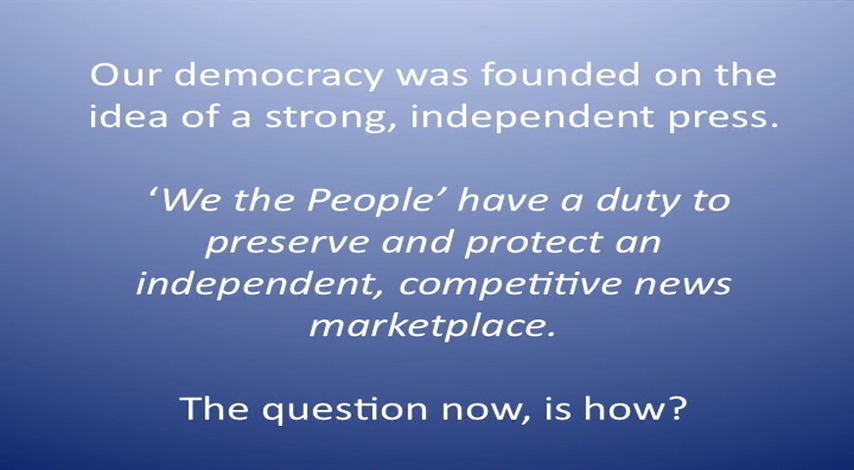 Our democracy was founded on the
idea of a strong, independent press.
‘We the People’ have a duty to
preserve and protect an
independent, competitive news
marketplace.
The question now, is how?